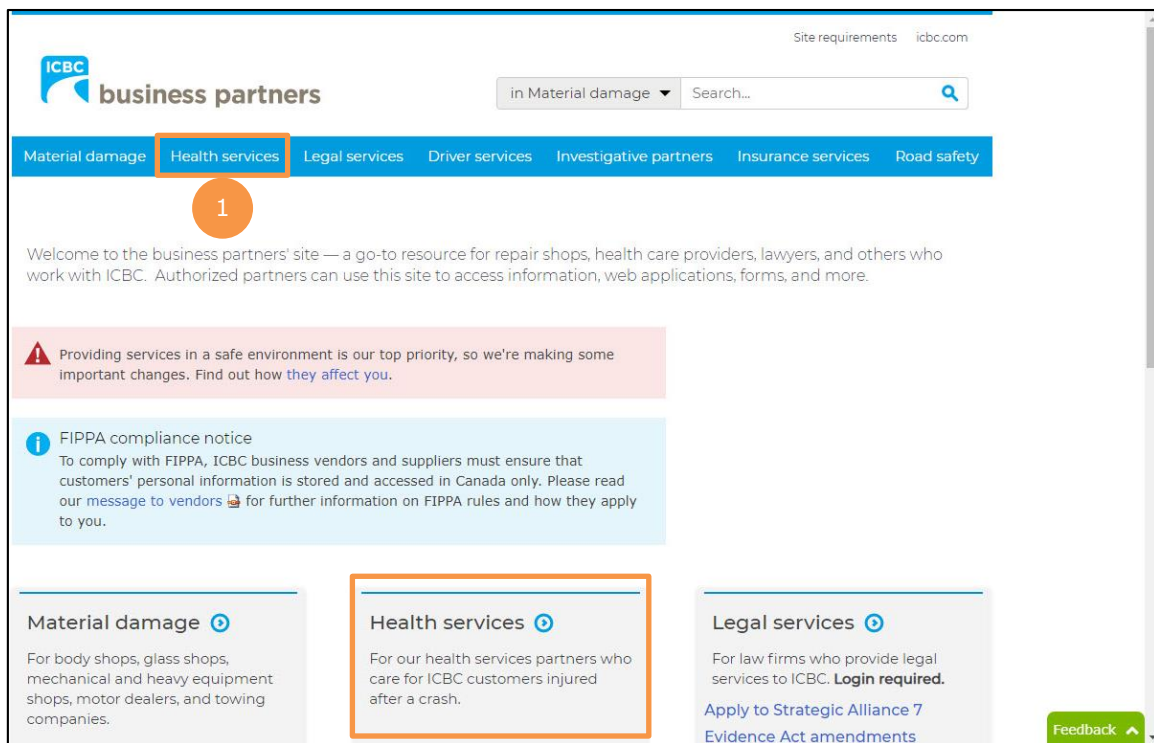 Site requirements icbc.com
ICBC
business partners
in Material damage Search...
Material damage Health services Legal services Driver services Investigative partners Insurance services Road safety
1
Welcome to the business partners' site — a go-to resource for repair shops, health care providers, lawyers, and others who
work with ICBC. Authorized partners can use this site to access information, web applications, forms, and more.
Providing services in a safe environment is our top priority, so we're making some
important changes. Find out how they affect you.
FIPPA compliance notice
To comply with FIPPA, ICBC business vendors and suppliers must ensure that
customers' personal information is stored and accessed in Canada only. Please read
our message to vendors for further information on FIPPA rules and how they apply
to you.
Material damage
For body shops, glass shops,
mechanical and heavy equipment
shops, motor dealers, and towing
companies.
Health services
For our health services partners who
care for ICBC customers injured
after a crash.
Legal services
For law firms who provide legal
services to ICBC. Login required.
Apply to Strategic Alliance 7
Evidence Act amendments
Feedback